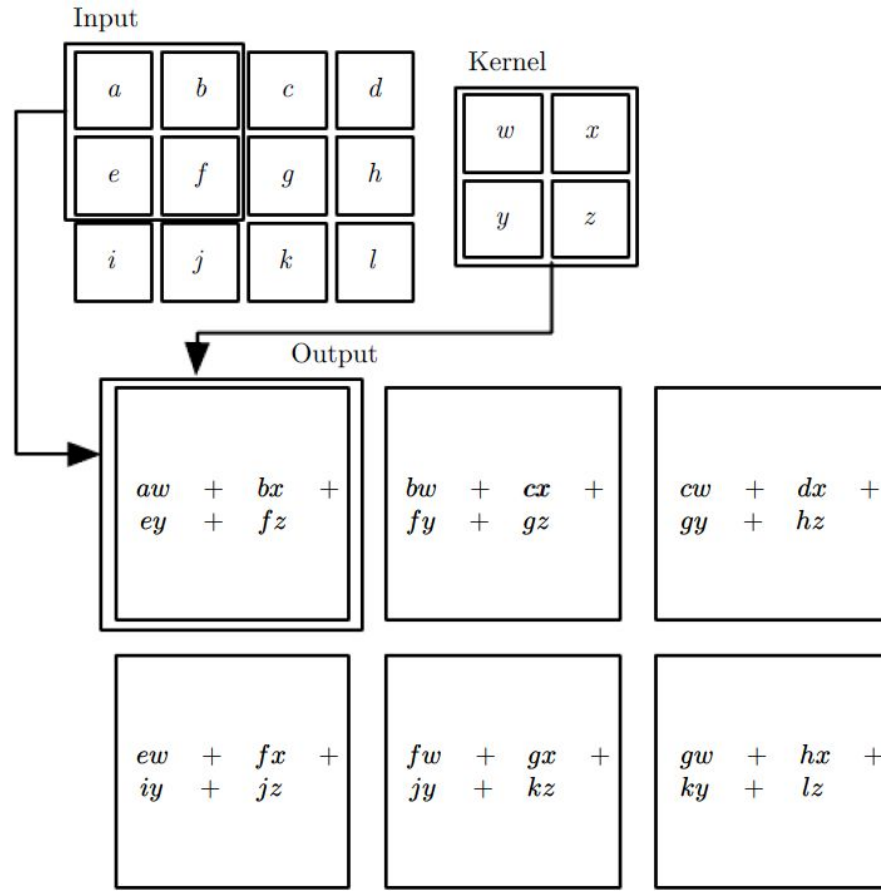 Input
a b c d
Kernel
w x
e f g h
y z
i j k l
Output
aw + bx +
ey + fz
bw + cx +
fy + gz
cw + dx +
gy + hz
ew + fx +
iy + jz
fw + gx +
jy + kz
gw + hx +
ky + lz